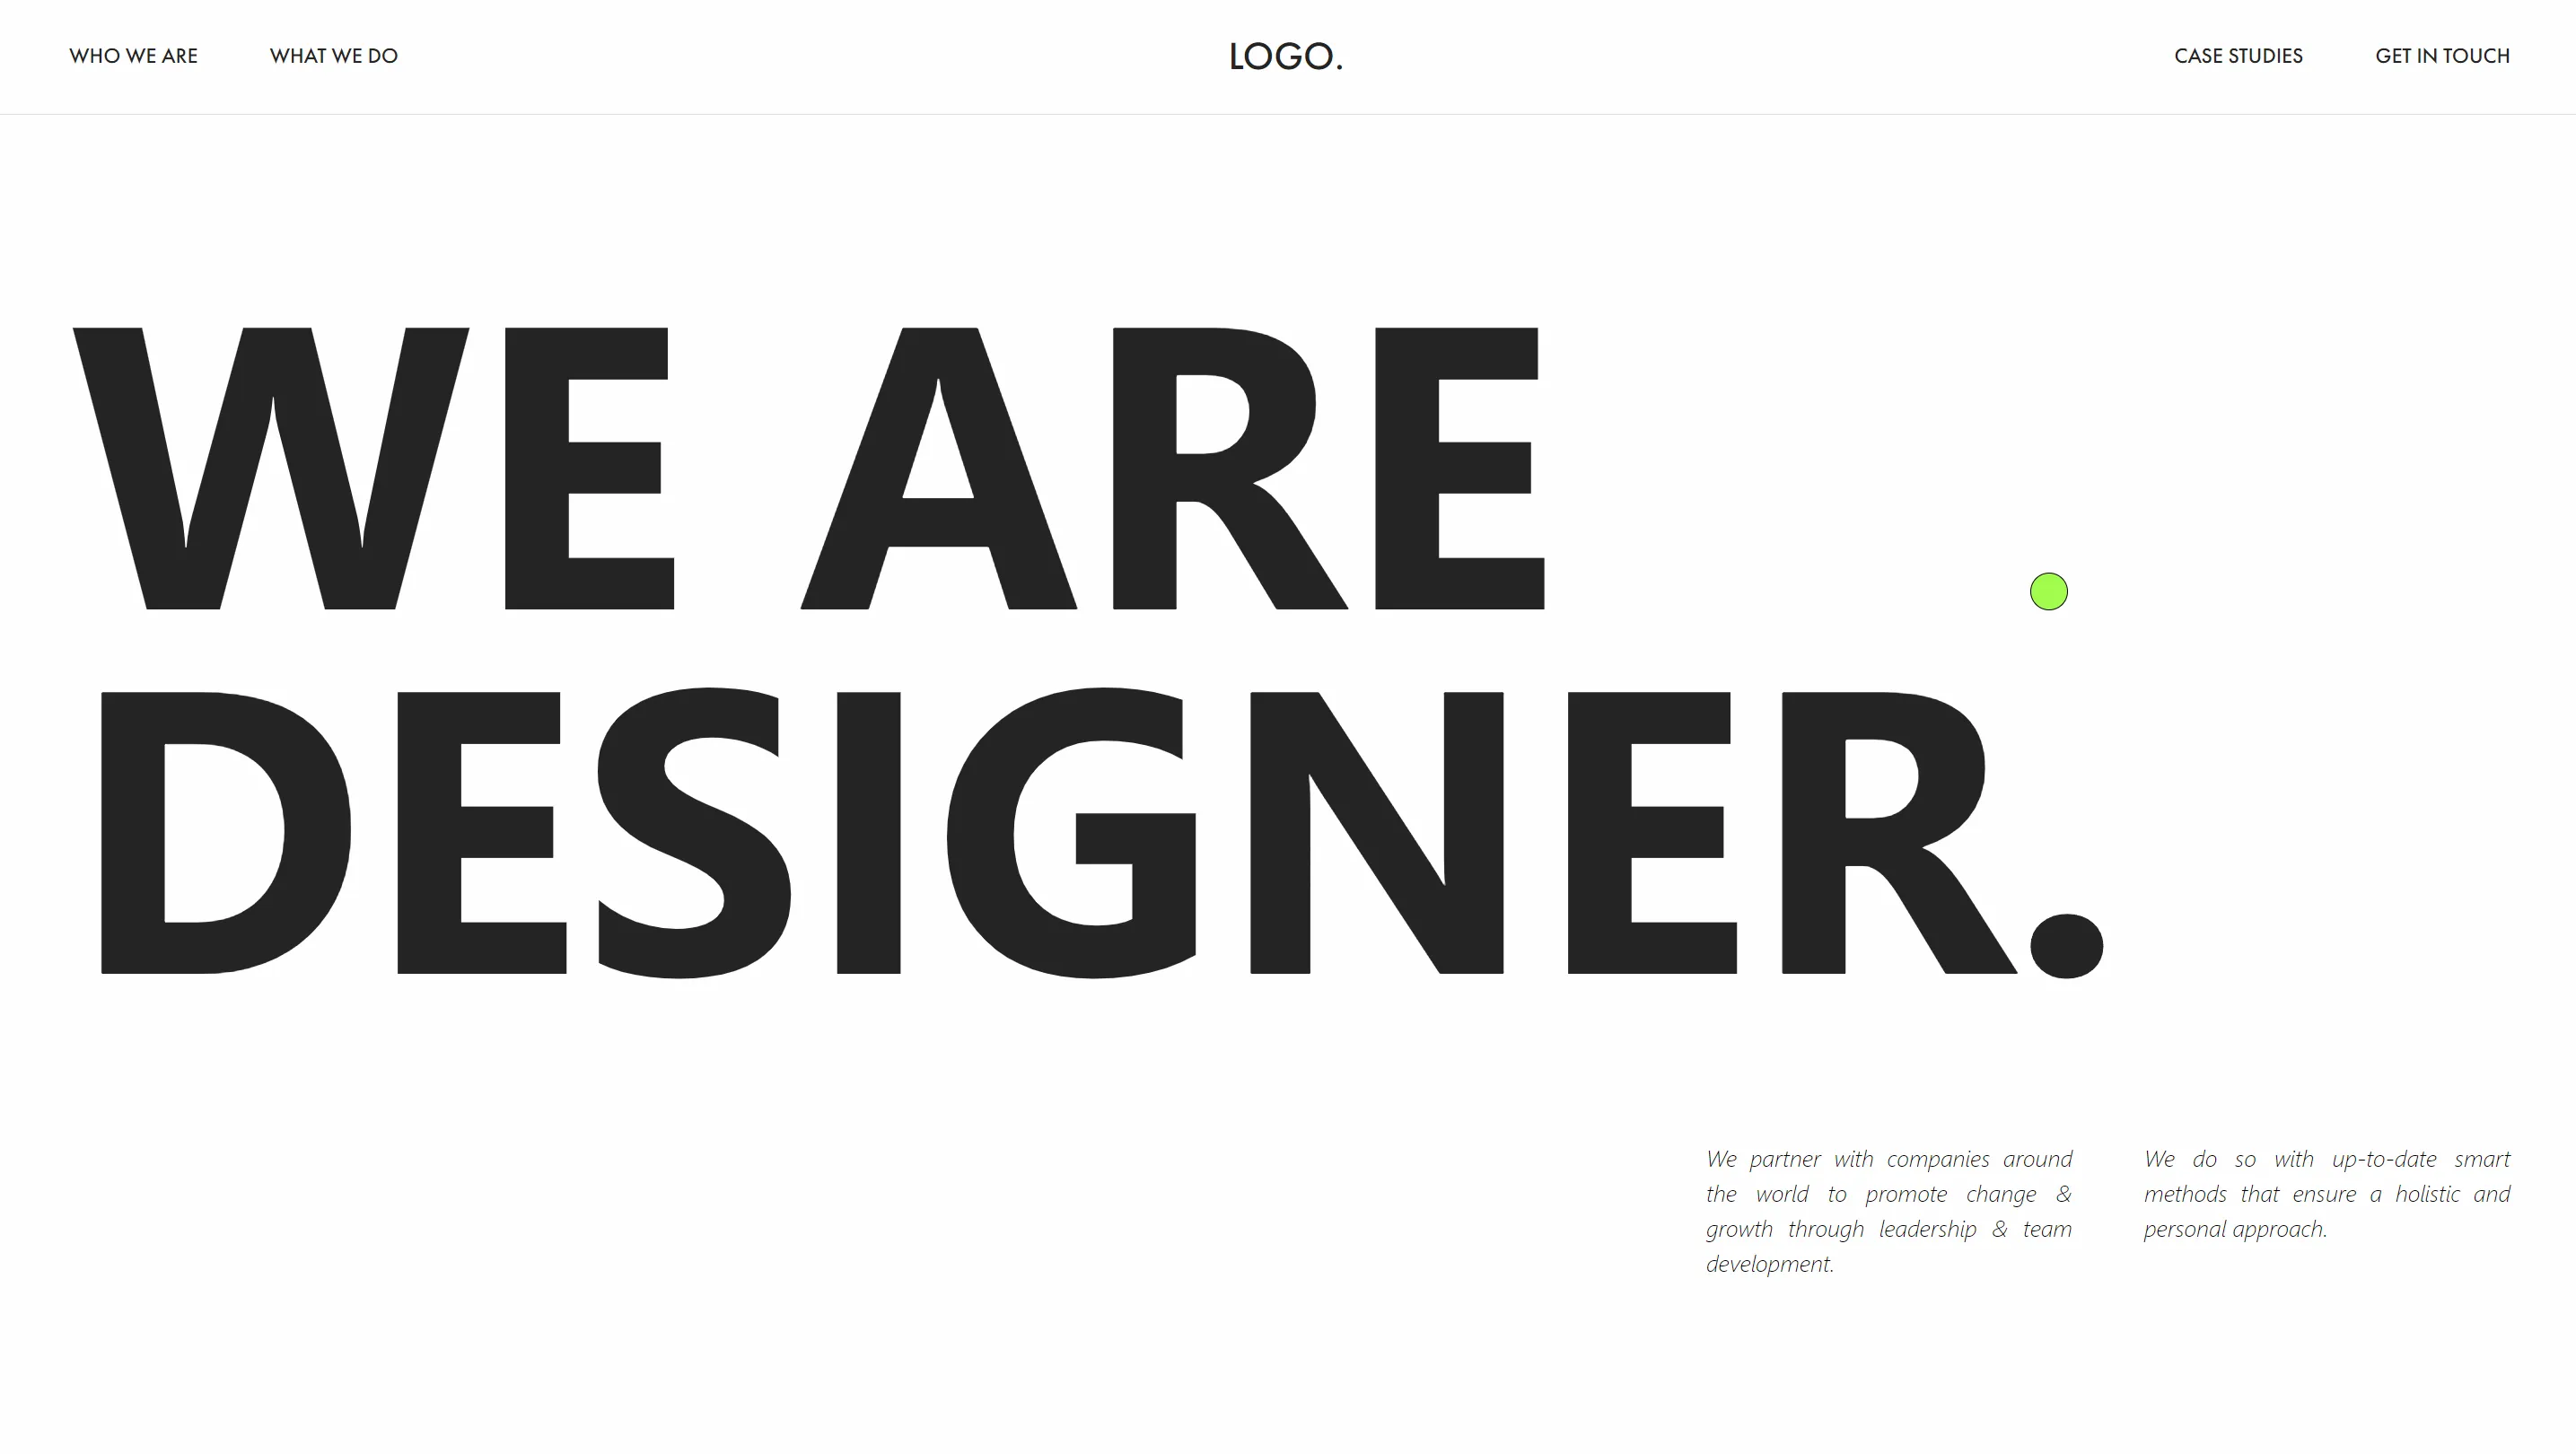 WHO WE ARE
WHAT WE DO
LOGO.
CASE STUDIES
GET IN TOUCH
WE ARE
DESIGNER.
We partner with companies around
the world to promote change &
growth through leadership & team
development.
We do so with up-to-date smart
methods that ensure a holistic and
personal approach.